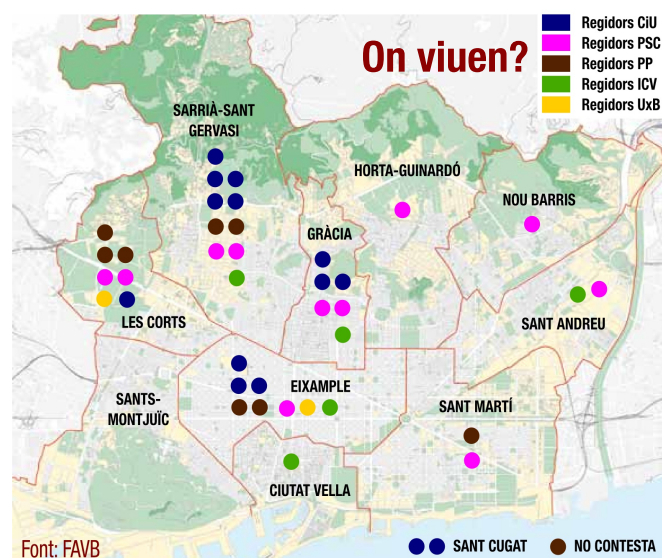 On viuen?
Regidors CiU
Regidors PSC
Regidors PP
Regidors ICV
Regidors UxB
SARRIÀ-SANT
GERVASI
HORTA-GUINARDÓ
NOU BARRIS
GRÀCIA
LES CORTS
SANT ANDREU
SANTS-
MONTJUÏC
EIXAMPLE
SANT MARTÍ
CIUTAT VELLA
Font: FAVB
SANT CUGAT
NO CONTESTA